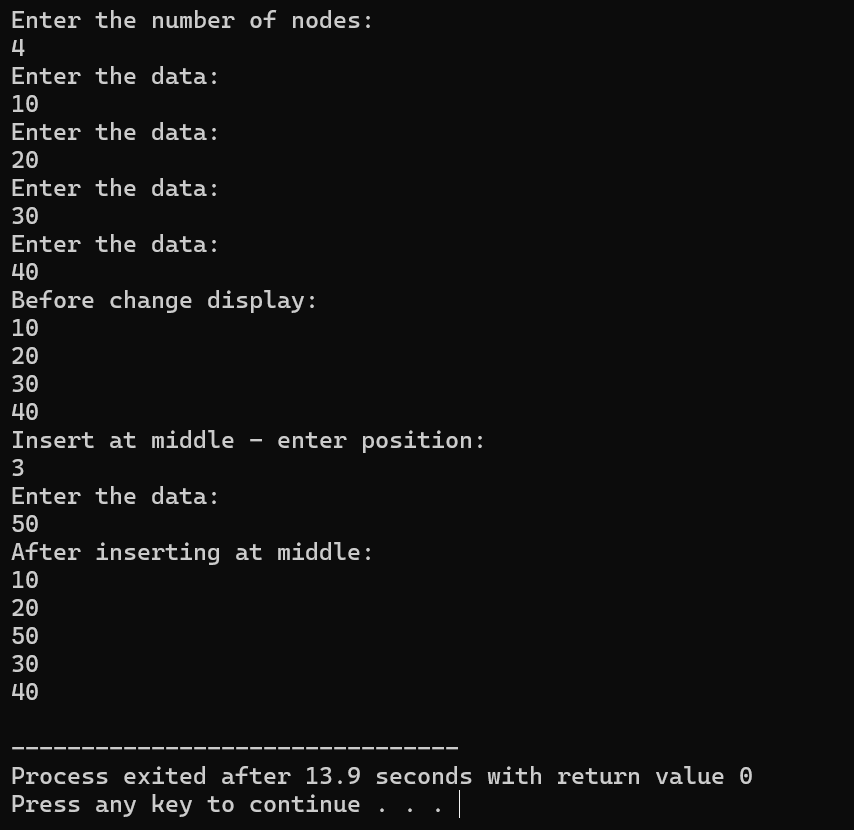 Enter the number of nodes:
4
Enter the data:
10
Enter the data:
20
Enter the data:
30
Enter the data:
40
Before change display:
10
20
30
40
Insert at middle - enter position:
3
Enter the data:
50
After inserting at middle:
10
20
50
30
40
--------------------------------
Process exited after 13.9 seconds with return value 0
Press any key to continue . . .